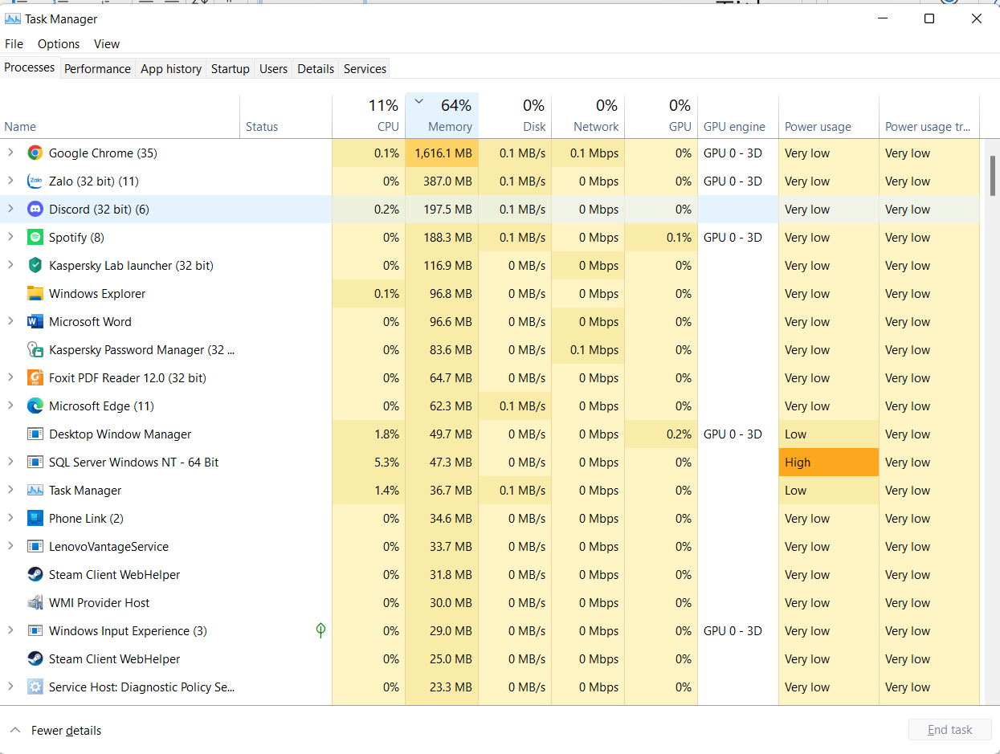 Task Manager
File Options View
Processes Performance App history Startup Users Details Services
11% 64% 0% 0% 0%
Name Status CPU Memory Disk Network GPU GPU engine Power usage Power usage tr...
Google Chrome (35) 0.1% 1,616.1 MB 0.1 MB/s 0.1 Mbps 0% GPU 0 - 3D Very low Very low
Zalo (32 bit) (11) 0% 387.0 MB 0.1 MB/s 0 Mbps 0% GPU 0 - 3D Very low Very low
Discord (32 bit) (6) 0.2% 197.5 MB 0.1 MB/s 0 Mbps 0% Very low Very low
Spotify (8) 0% 188.3 MB 0.1 MB/s 0 Mbps 0.1% GPU 0 - 3D Very low Very low
Kaspersky Lab launcher (32 bit) 0% 116.9 MB 0 MB/s 0 Mbps 0% Very low Very low
Windows Explorer 0.1% 96.8 MB 0 MB/s 0 Mbps 0% Very low Very low
Microsoft Word 0% 96.6 MB 0 MB/s 0 Mbps 0% Very low Very low
Kaspersky Password Manager (32 ... 0% 83.6 MB 0 MB/s 0.1 Mbps 0% Very low Very low
Foxit PDF Reader 12.0 (32 bit) 0% 64.7 MB 0 MB/s 0 Mbps 0% Very low Very low
Microsoft Edge (11) 0% 62.3 MB 0.1 MB/s 0 Mbps 0% Very low Very low
Desktop Window Manager 1.8% 49.7 MB 0 MB/s 0 Mbps 0.2% GPU 0 - 3D Low Very low
SQL Server Windows NT - 64 Bit 5.3% 47.3 MB 0 MB/s 0 Mbps 0% High Very low
Task Manager 1.4% 36.7 MB 0.1 MB/s 0 Mbps 0% Low Very low
Phone Link (2) 0% 34.6 MB 0 MB/s 0 Mbps 0% Very low Very low
LenovoVantageService 0% 33.7 MB 0 MB/s 0 Mbps 0% Very low Very low
Steam Client WebHelper 0% 31.8 MB 0 MB/s 0 Mbps 0% Very low Very low
WMI Provider Host 0% 30.0 MB 0 MB/s 0 Mbps 0% Very low Very low
Windows Input Experience (3) 0% 29.0 MB 0 MB/s 0 Mbps 0% GPU 0 - 3D Very low Very low
Steam Client WebHelper 0% 25.0 MB 0 MB/s 0 Mbps 0% Very low Very low
Service Host: Diagnostic Policy Se... 0% 23.3 MB 0 MB/s 0 Mbps 0% Very low Very low
Fewer details End task